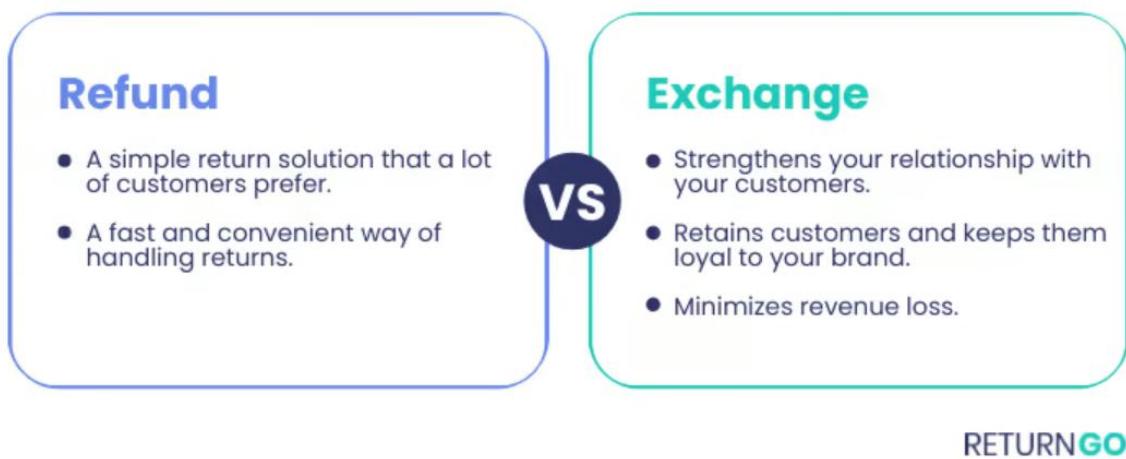 Refund
• A simple return solution that a lot
of customers prefer.
• A fast and convenient way of
handling returns.
VS
Exchange
• Strengthens your relationship with
your customers.
• Retains customers and keeps them
loyal to your brand.
• Minimizes revenue loss.
RETURNGO